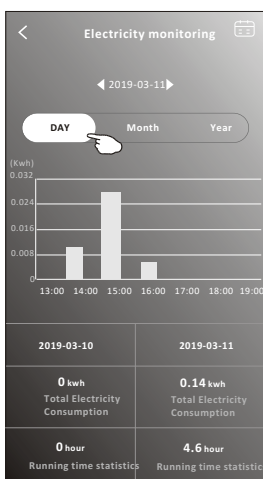 Electricity monitoring
2019-03-11
DAY Month Year
(Kwh)
0.032
0.024
0.016
0.008
0
13:00 14:00 15:00 16:00 17:00 18:00 19:00
2019-03-10 2019-03-11
0 kwh 0.14 kwh
Total Electricity Total Electricity
Consumption Consumption
0 hour 4.6 hour
Running time statistics Running time statistic